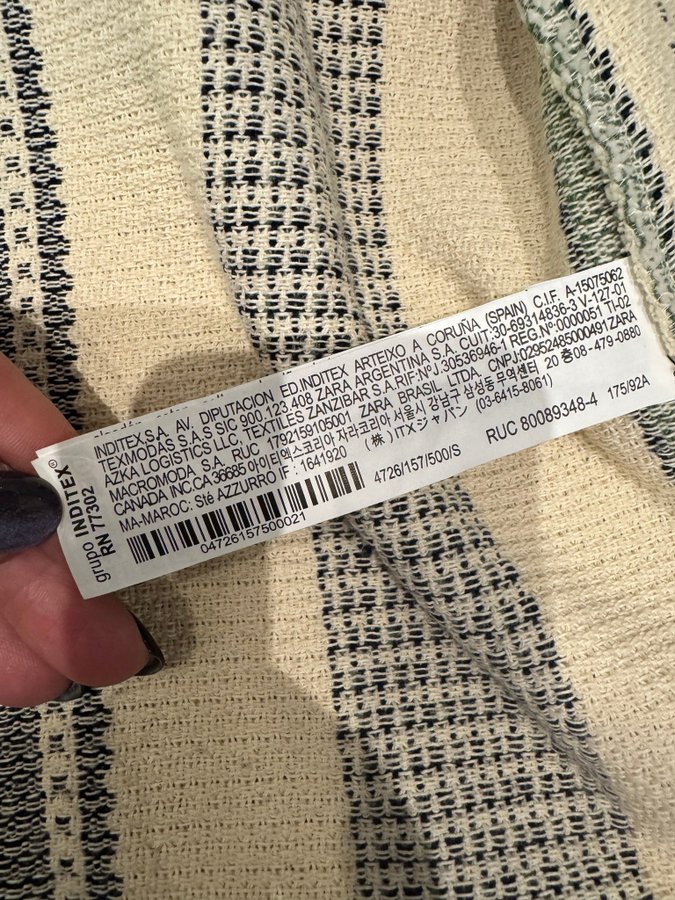 grupo INDITEX®
RN 77302
INDITEX,S.A. AV. DIPUTACION ED.INDITEX ARTEIXO A CORUÑA (SPAIN) C.I.F. A-15075062
TEXMODAS S.A.S SIC 900.123.408 ZARA ARGENTINA S.A. CUIT:30-69314836-3 V-127-01
AZKA LOGISTICS LLC, TEXTILES ZANZIBAR S.A.RIF:NºJ.30536946-1 REG.Nº:0000051 TI-02
MACROMODA S.A. RUC 1792159105001 ZARA BRASIL LTDA, CNPJ:02952485000491ZARA
CANADA INC.CA 36685 아이티엑스코리아 자라코리아 서울시 강남구 삼성동 무역센터 20 층08-479-0880
MA-MAROC: Sté AZZURRO IF : 1641920 (株) ITXジャパン (03-6415-8061)
04726157500021
4726/157/500/S
RUC 80089348-4
175/92A